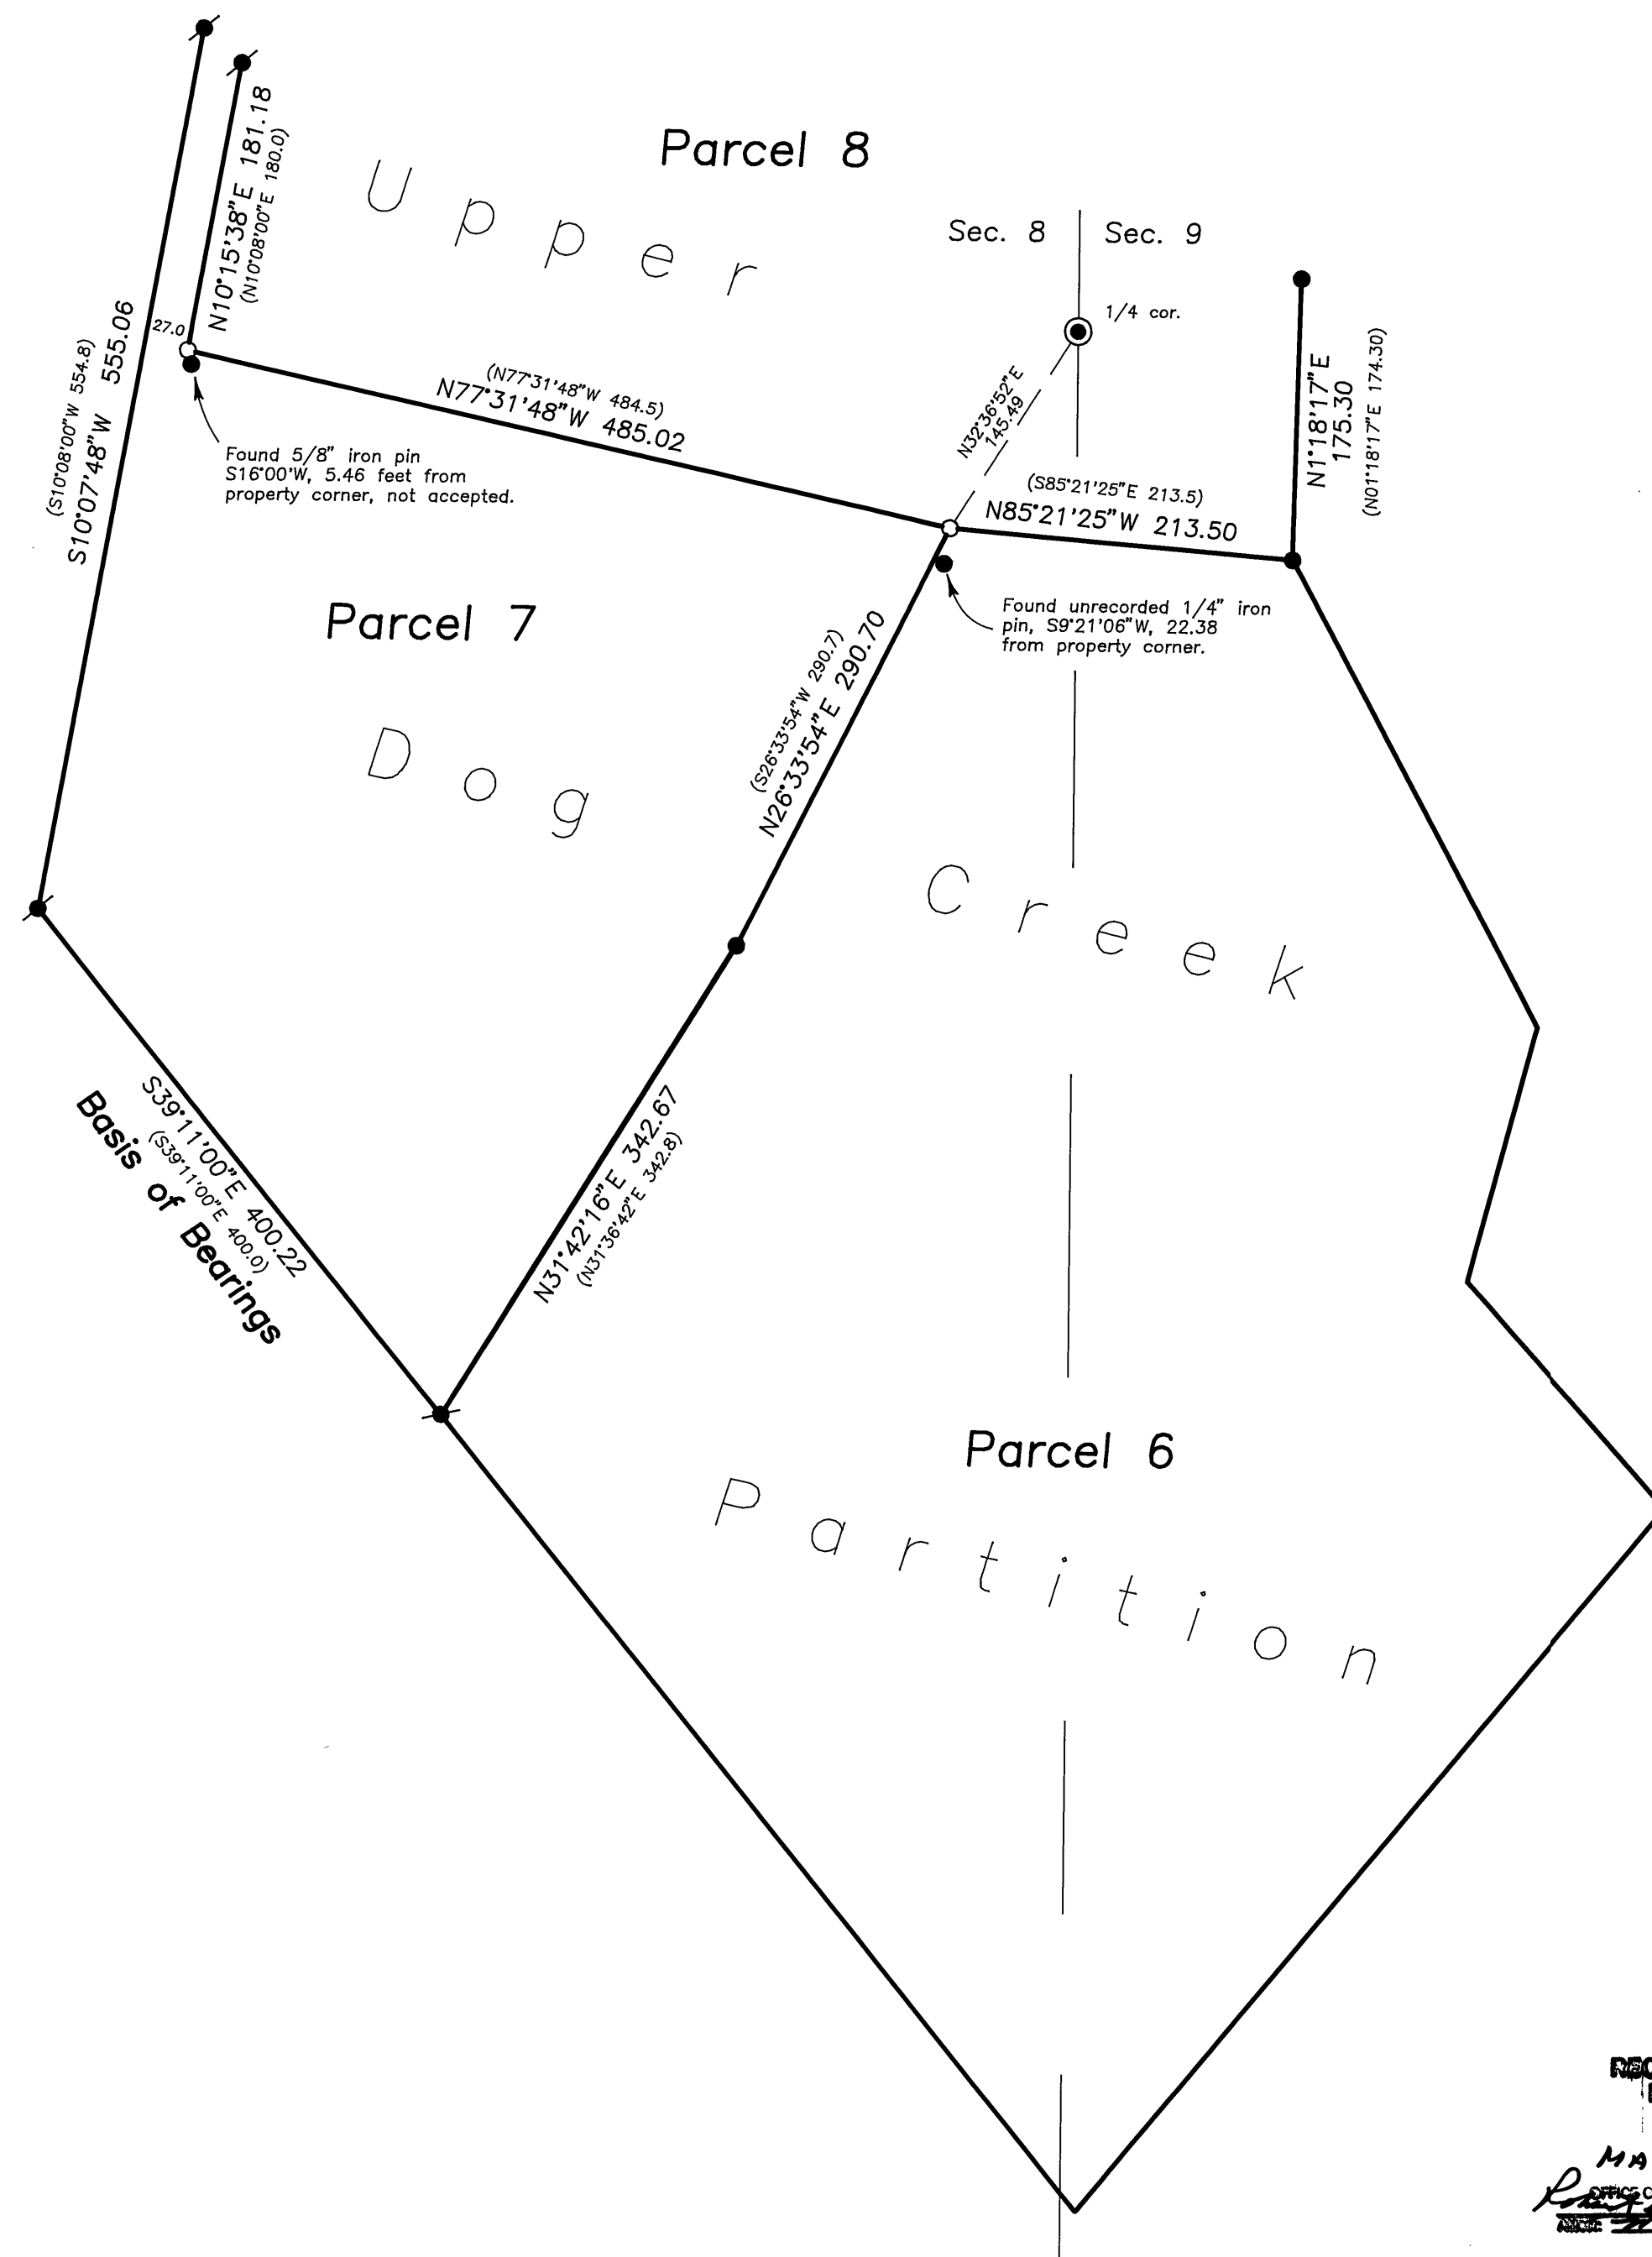 Parcel 8
Upper
N10°15'38"E 181.18
(N10°08'00"E 180.0)
Sec. 8
Sec. 9
1/4 cor.
27.0
S10°07'48"W 555.06
(S10°08'00"W 554.8)
(N77°31'48"W 484.5)
N77°31'48"W 485.02
N32°36'52"E
145.49
N1°18'17"E
175.30
(N01°18'17"E 174.30)
Found 5/8" iron pin
S16°00'W, 5.46 feet from
property corner, not accepted.
(S85°21'25"E 213.5)
N85°21'25"W 213.50
Found unrecorded 1/4" iron
pin, S9°21'06"W, 22.38
from property corner.
Parcel 7
(S26°33'54"W 290.7)
N26°33'54"E 290.70
Dog
Creek
S39°11'00"E 400.22
(S39°11'00"E 400.0)
Basis of Bearings
N31°42'16"E 342.67
(N31°36'42"E 342.8)
Parcel 6
Partition